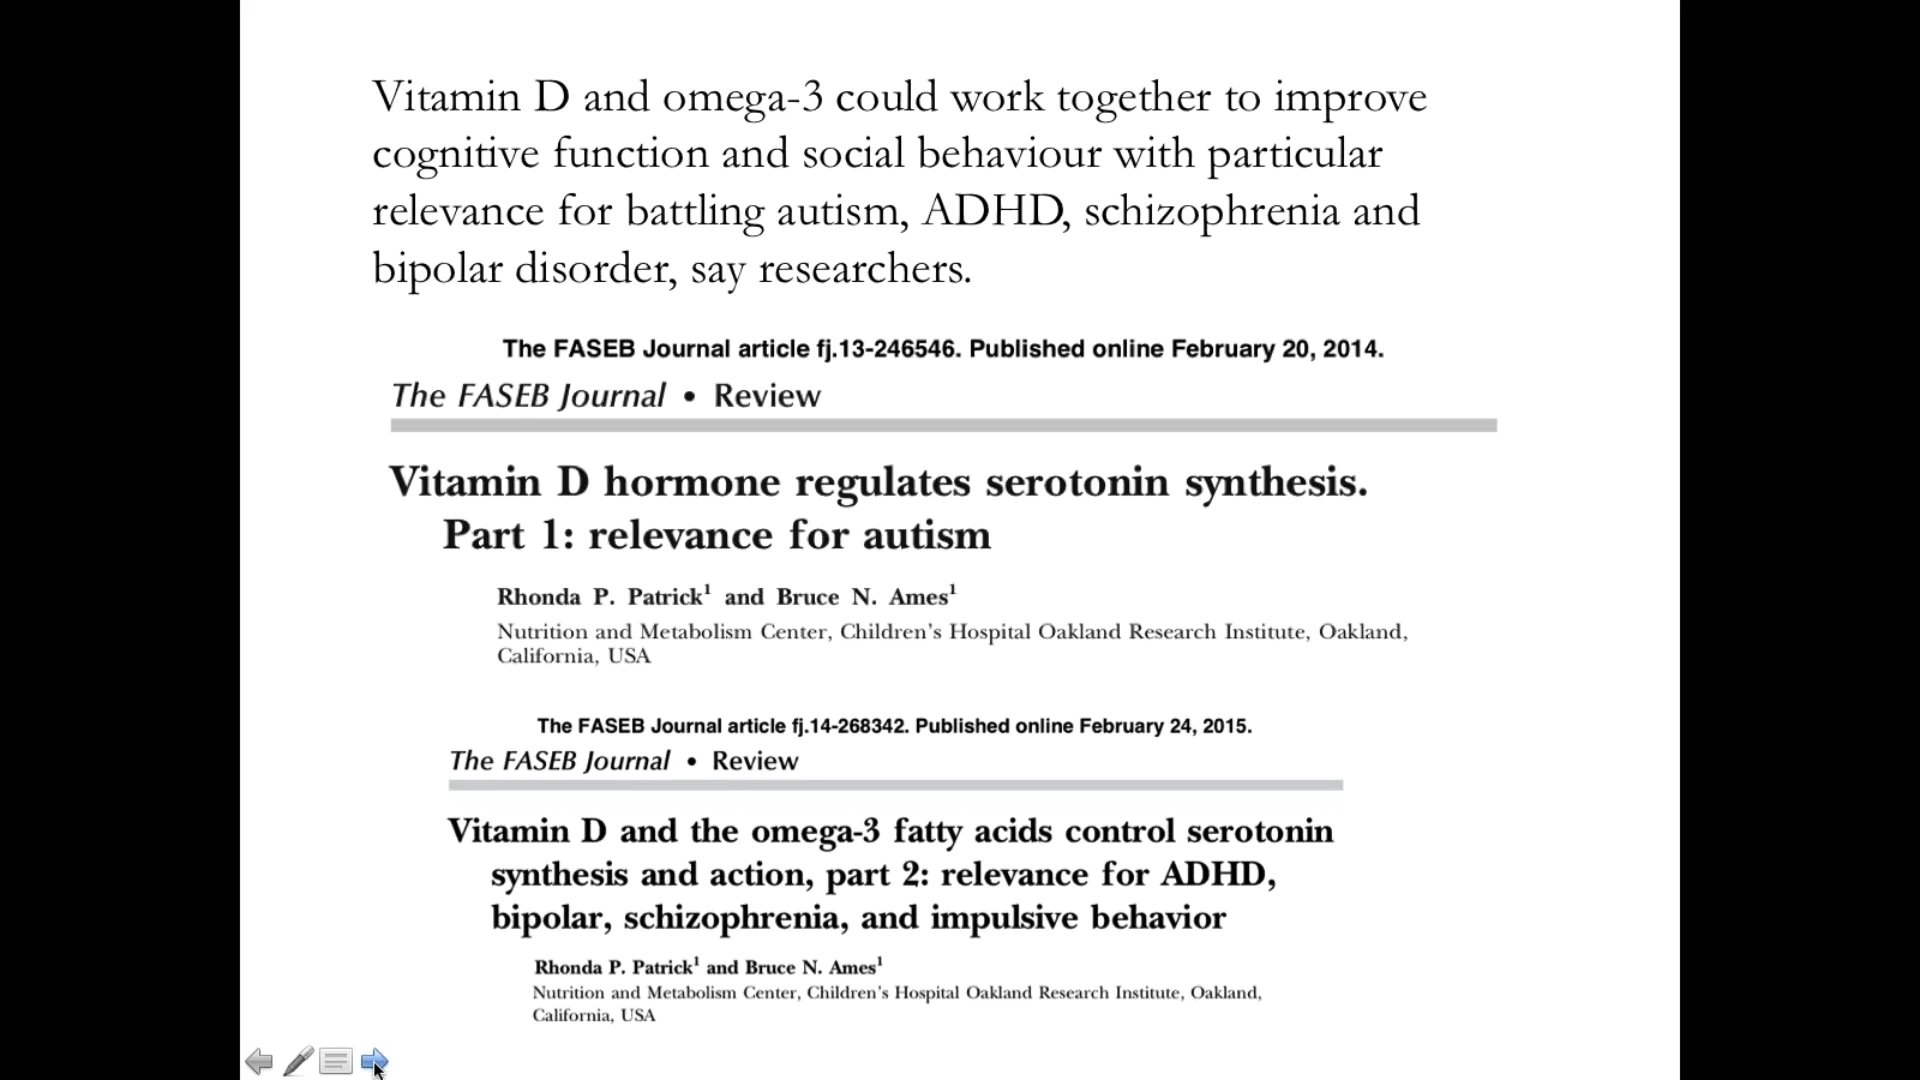 Vitamin D and omega-3 could work together to improve
cognitive function and social behaviour with particular
relevance for battling autism, ADHD, schizophrenia and
bipolar disorder, say researchers.
The FASEB Journal article fj.13-246546. Published online February 20, 2014.
The FASEB Journal • Review
Vitamin D hormone regulates serotonin synthesis.
Part 1: relevance for autism
Rhonda P. Patrick¹ and Bruce N. Ames¹
Nutrition and Metabolism Center, Children's Hospital Oakland Research Institute, Oakland,
California, USA
The FASEB Journal article fj.14-268342. Published online February 24, 2015.
The FASEB Journal • Review
Vitamin D and the omega-3 fatty acids control serotonin
synthesis and action, part 2: relevance for ADHD,
bipolar, schizophrenia, and impulsive behavior
Rhonda P. Patrick¹ and Bruce N. Ames¹
Nutrition and Metabolism Center, Children's Hospital Oakland Research Institute, Oakland,
California, USA